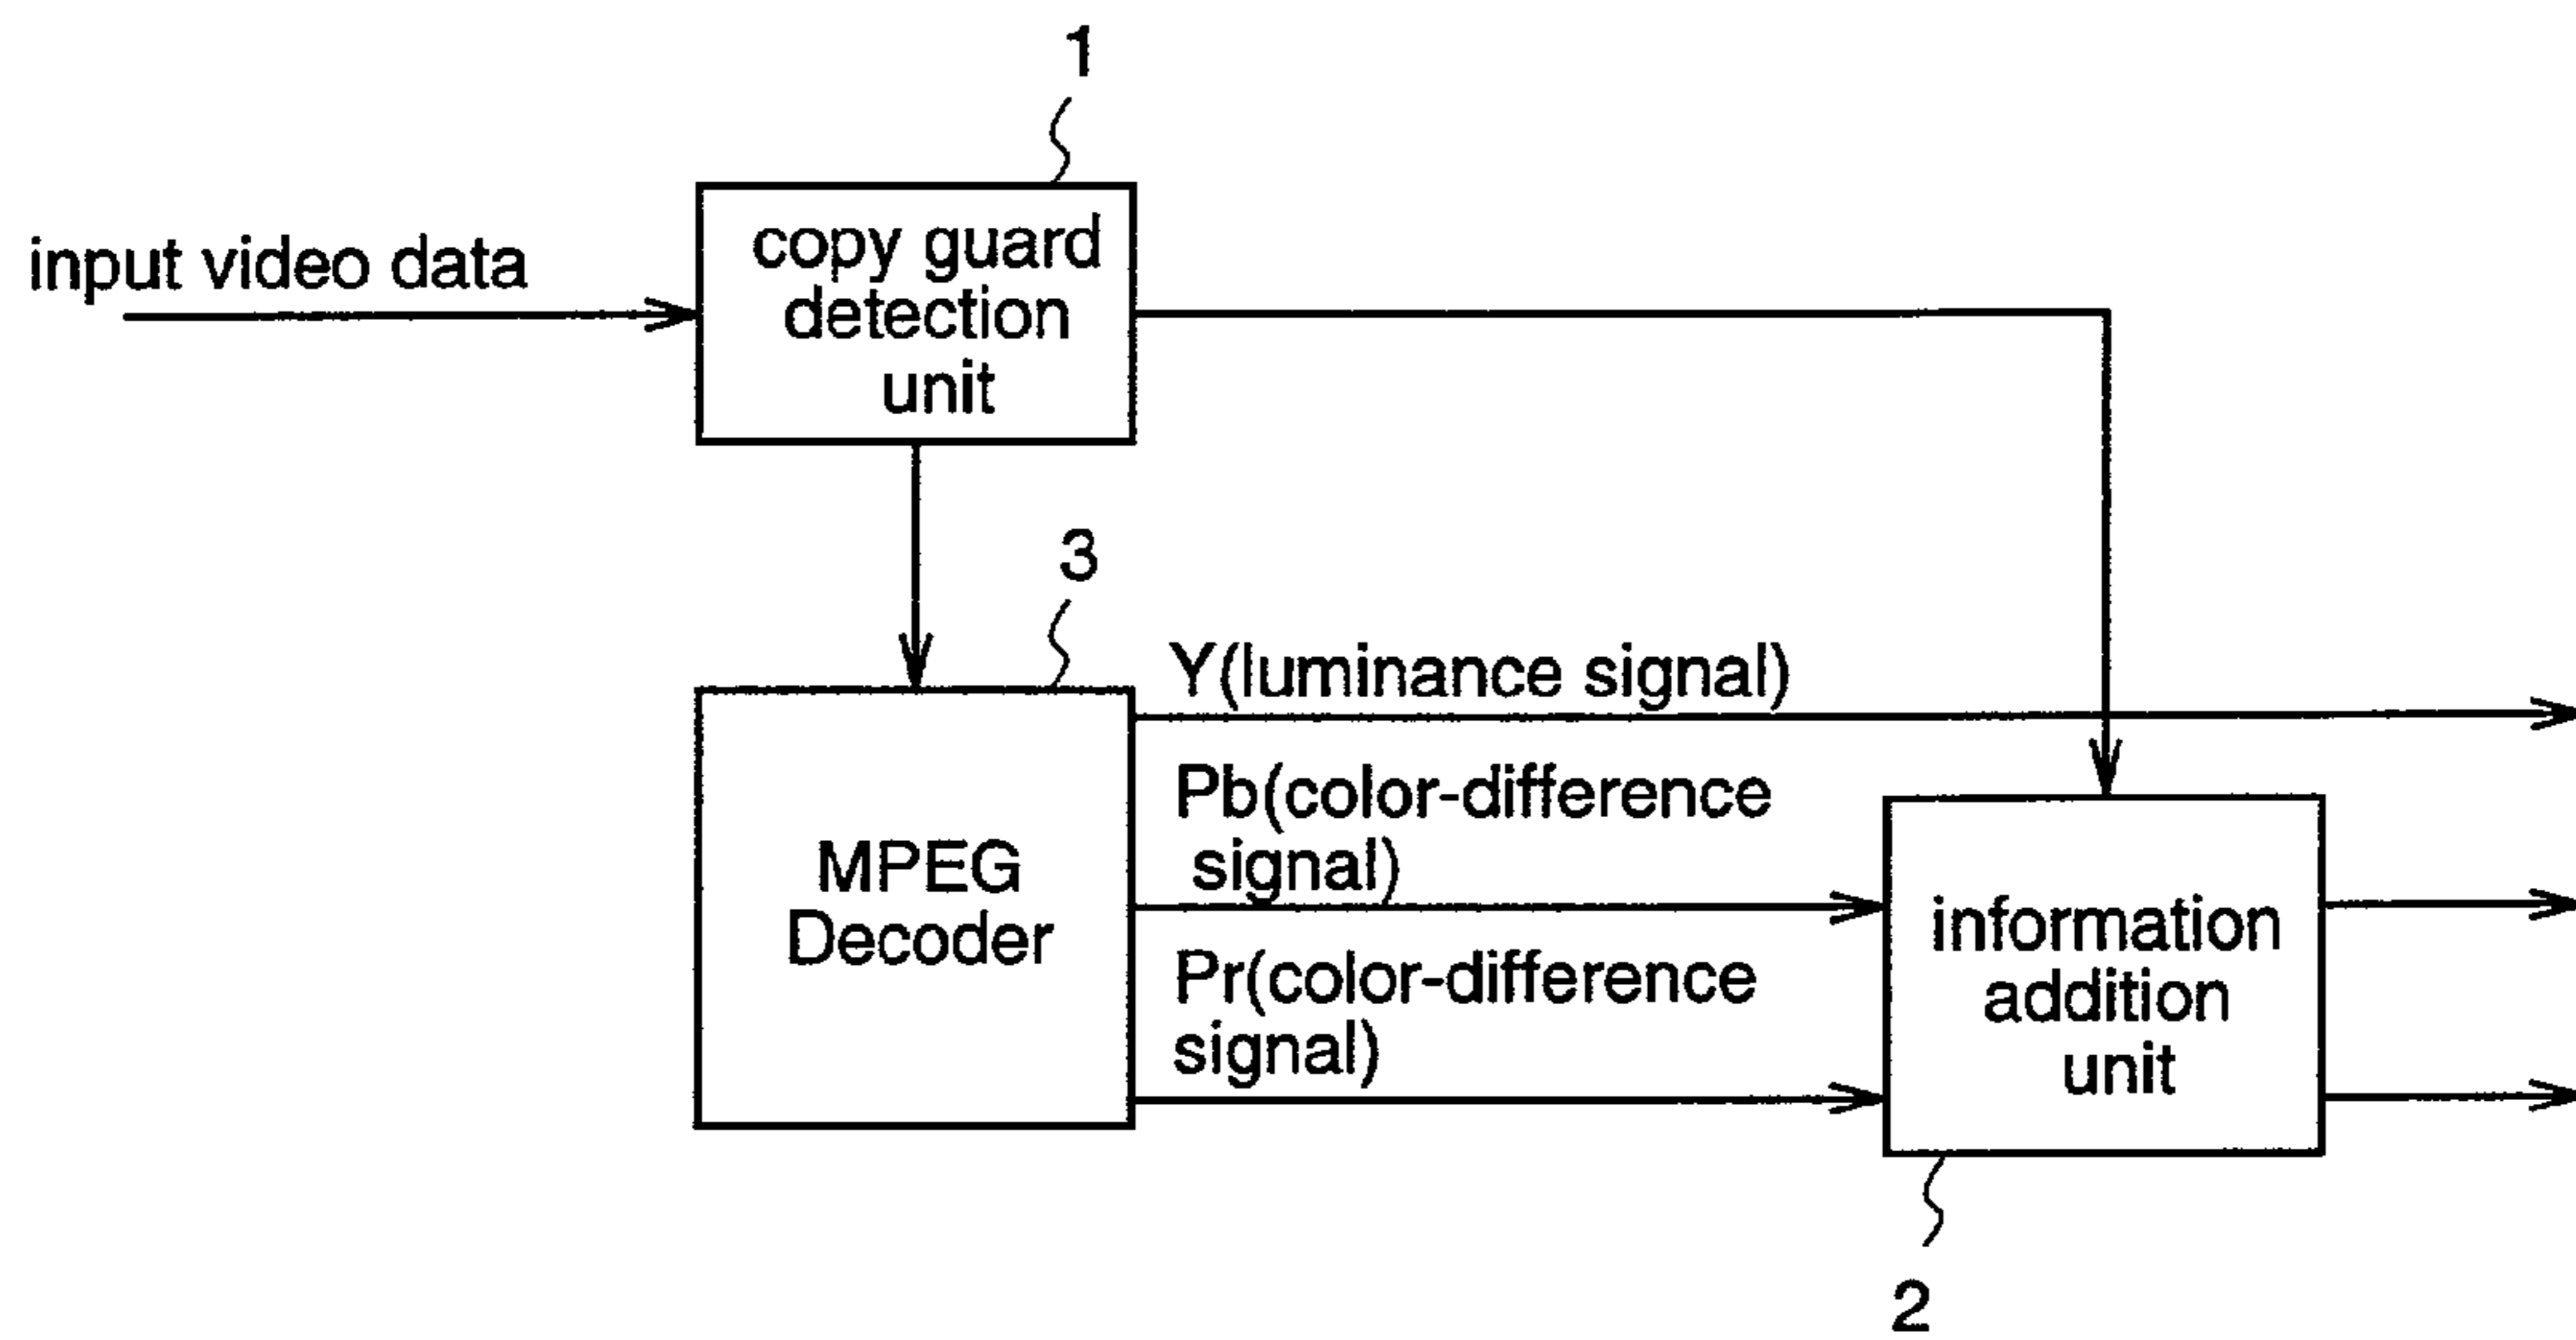 1
input video data
copy guard
detection
unit
3
Y(luminance signal)
Pb(color-difference
signal)
MPEG
Decoder
Pr(color-difference
signal)
information
addition
unit
2